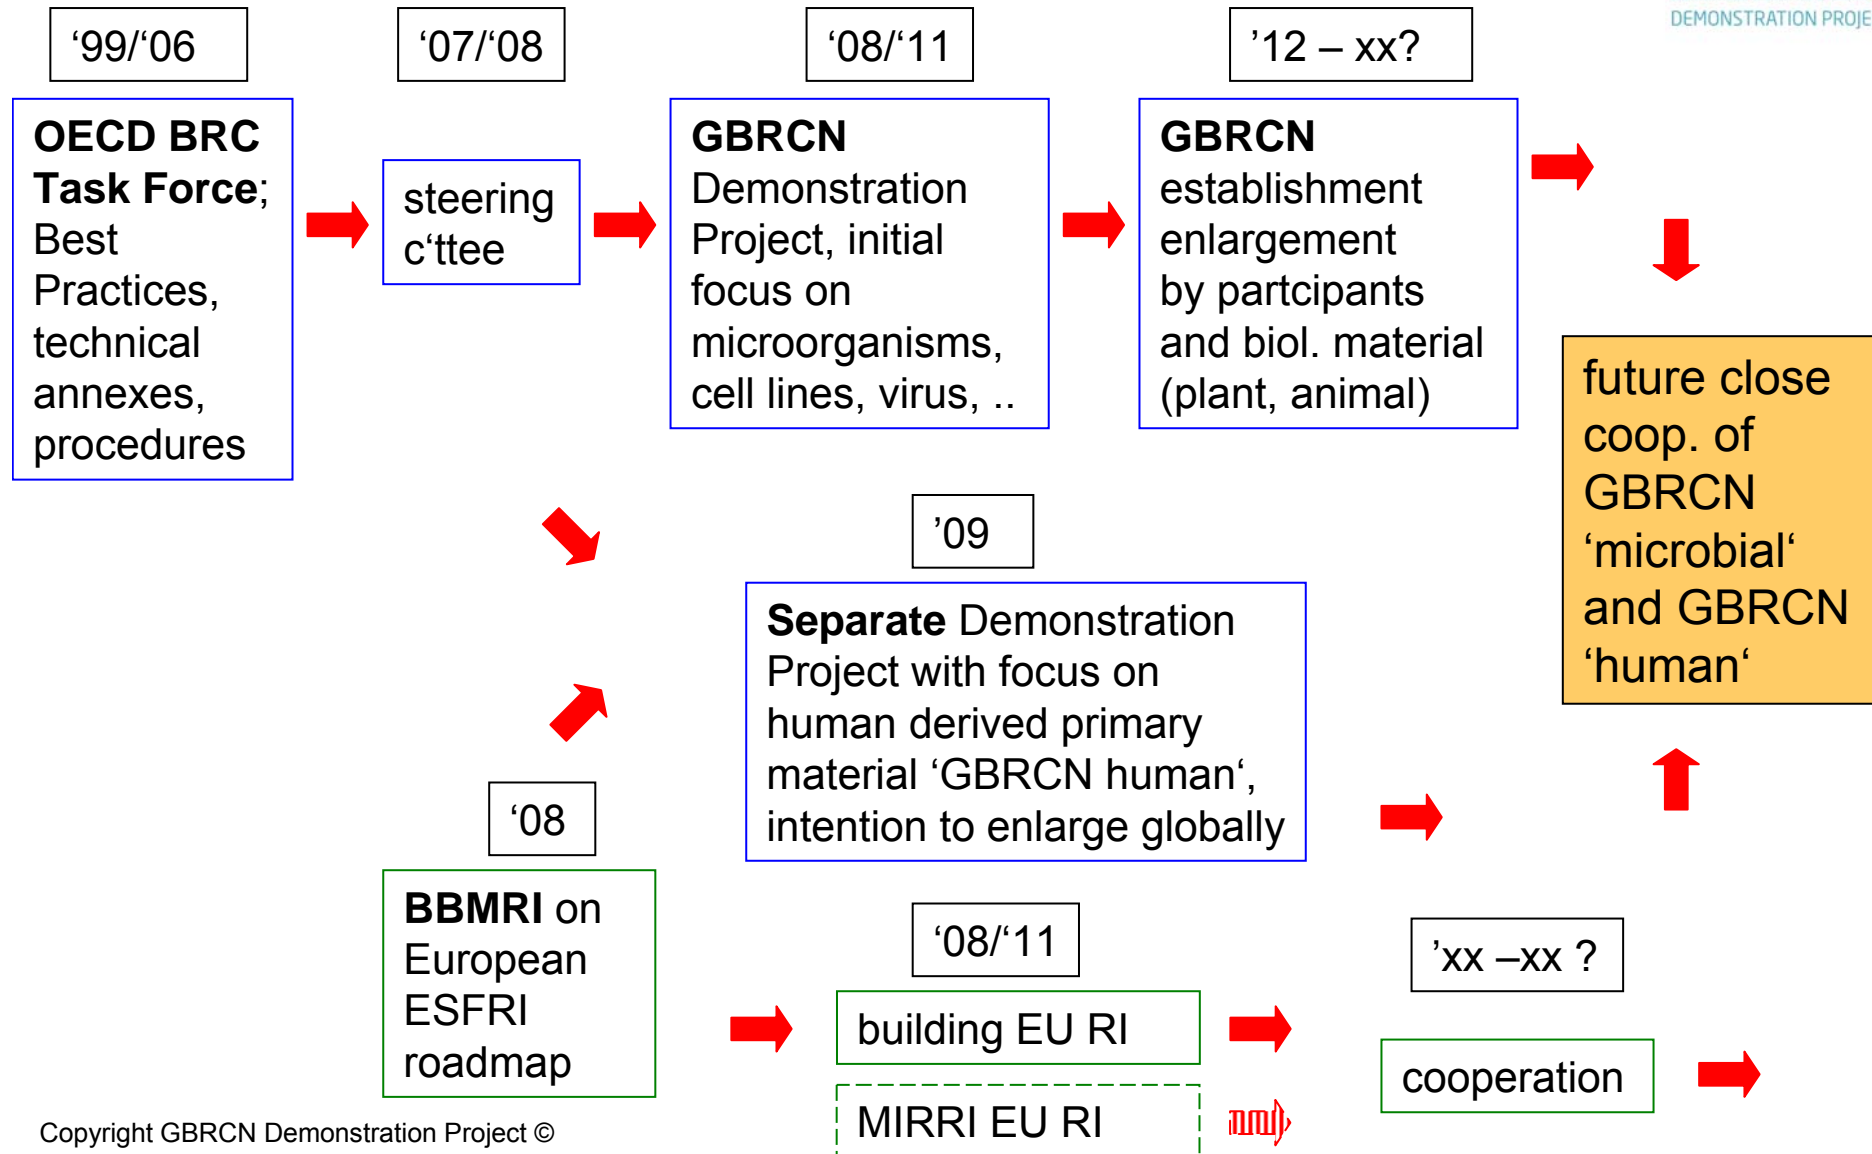 DEMONSTRATION PROJE
‘99/‘06
‘07/‘08
‘08/‘11
’12 – xx?
OECD BRC
Task Force;
Best
Practices,
technical
annexes,
procedures
steering
c‘ttee
GBRCN
Demonstration
Project, initial
focus on
microorganisms,
cell lines, virus, ..
GBRCN
establishment
enlargement
by partcipants
and biol. material
(plant, animal)
future close
coop. of
GBRCN
‘microbial‘
and GBRCN
‘human‘
’09
Separate Demonstration
Project with focus on
human derived primary
material ‘GBRCN human‘,
intention to enlarge globally
‘08
BBMRI on
European
ESFRI
roadmap
‘08/‘11
building EU RI
MIRRI EU RI
’xx –xx ?
cooperation
Copyright GBRCN Demonstration Project ©